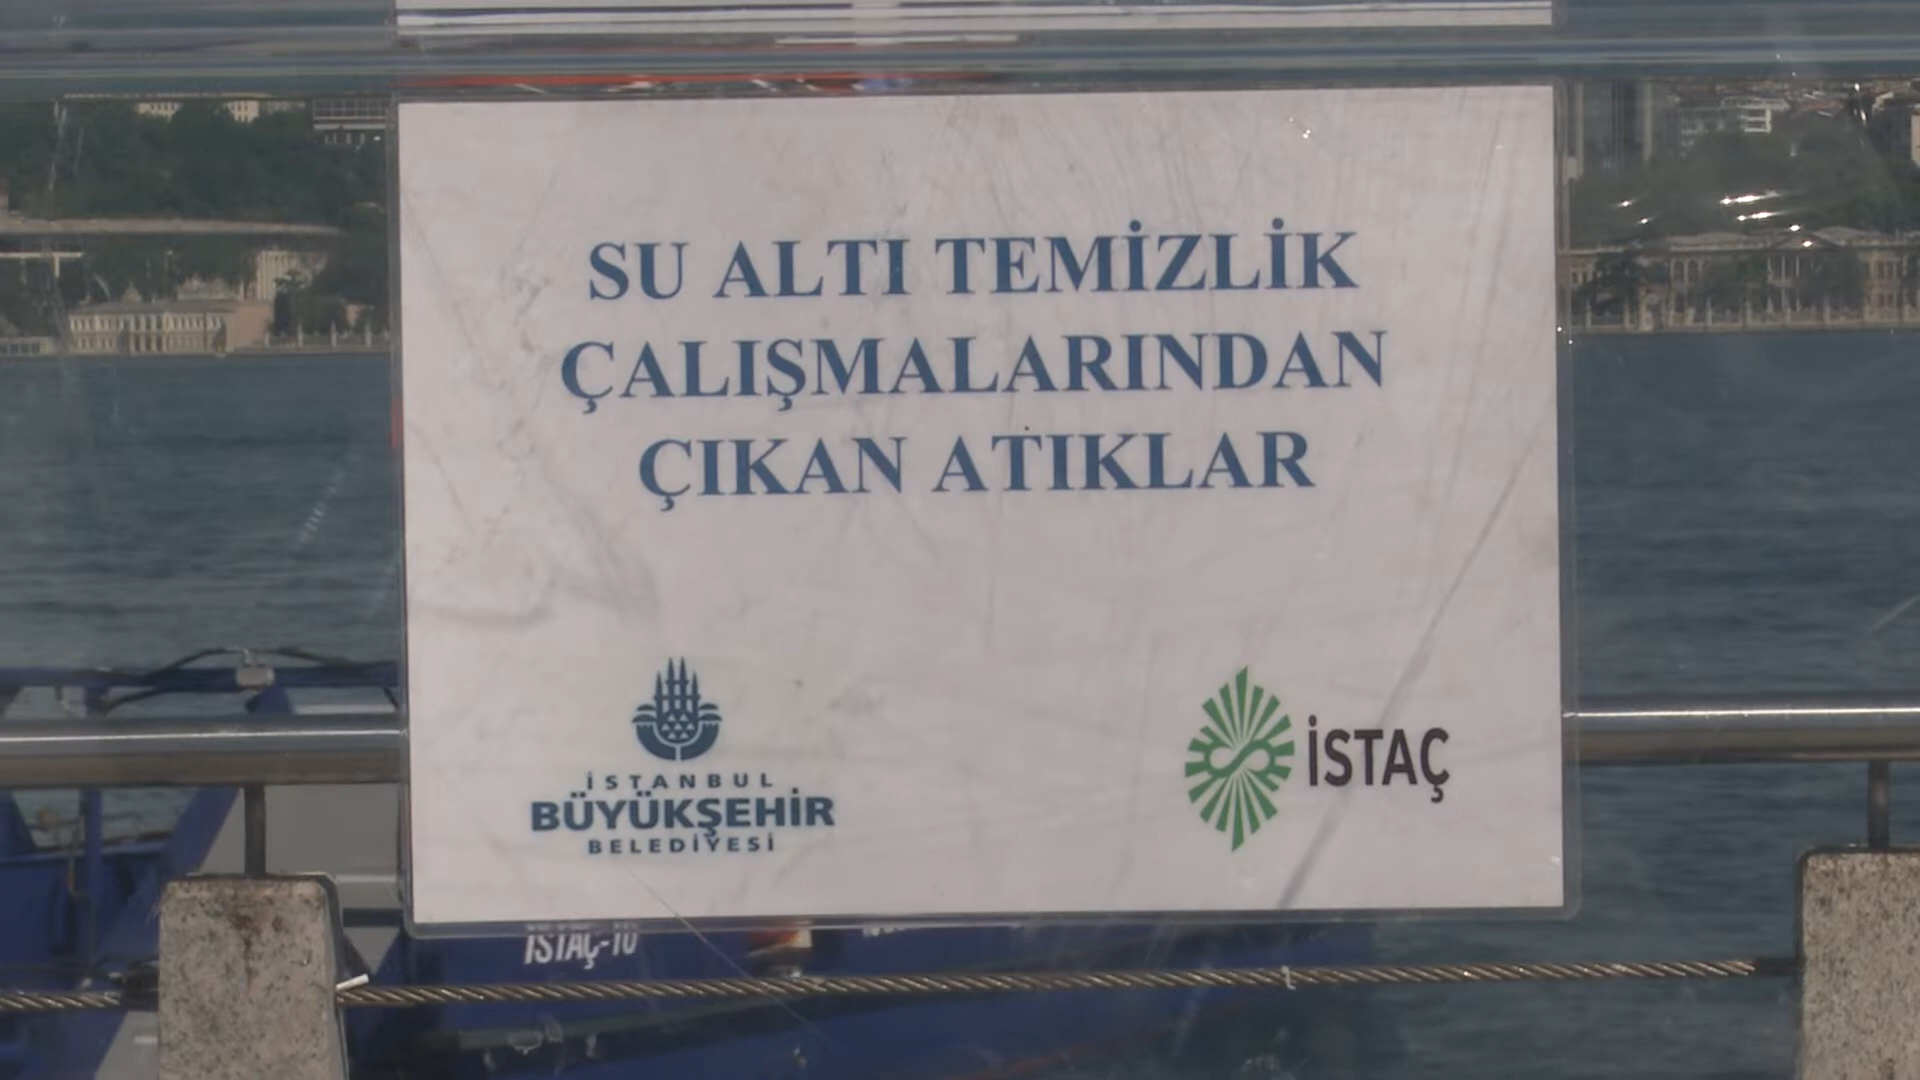 SU ALTI TEMİZLİK
ÇALIŞMALARINDAN
ÇIKAN ATIKLAR
İSTANBUL
BÜYÜKŞEHİR
BELEDİYESİ
İSTAÇ
İSTAÇ-10